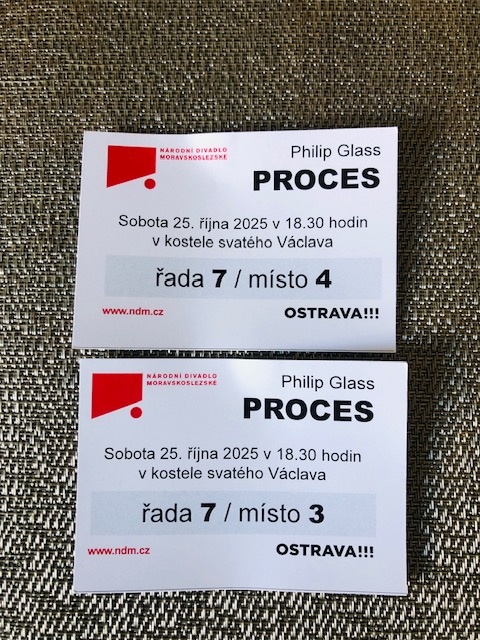 NÁRODNÍ DIVADLO
MORAVSKOSLEZSKÉ
Philip Glass
PROCES
Sobota 25. října 2025 v 18.30 hodin
v kostele svatého Václava
řada 7 / místo 4
www.ndm.cz
OSTRAVA!!!
NÁRODNÍ DIVADLO
MORAVSKOSLEZSKÉ
Philip Glass
PROCES
Sobota 25. října 2025 v 18.30 hodin
v kostele svatého Václava
řada 7 / místo 3
www.ndm.cz
OSTRAVA!!!